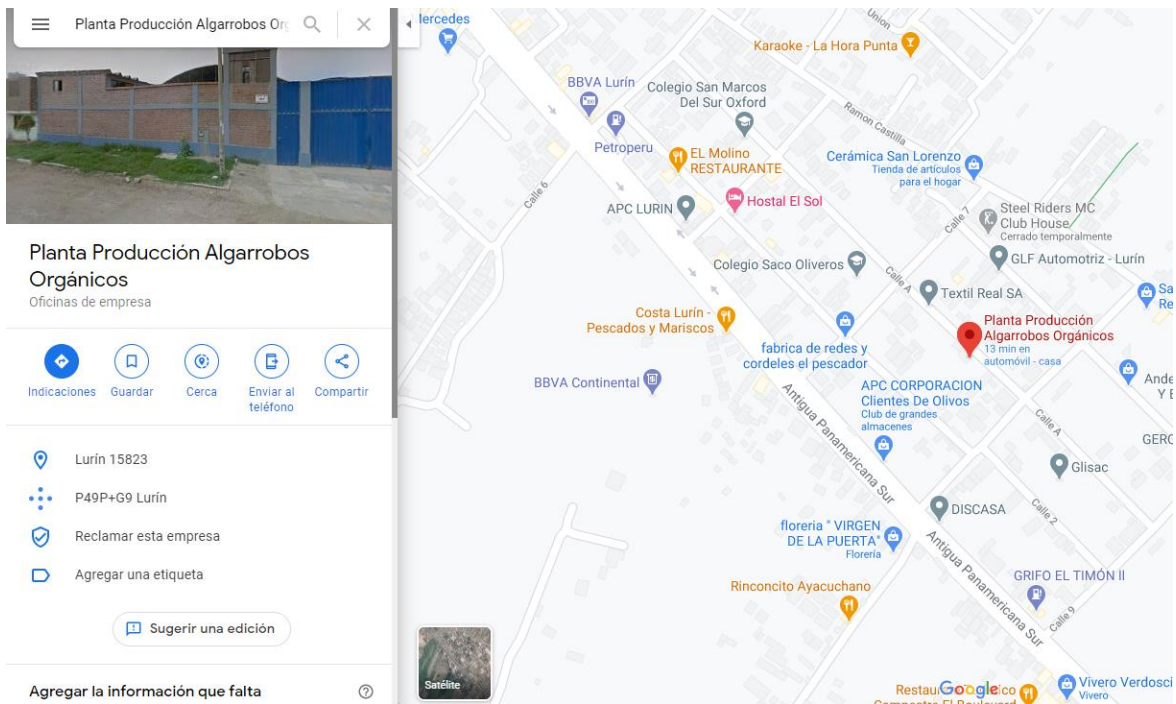 Planta Producción Algarrobos Org
Planta Producción Algarrobos
Orgánicos
Oficinas de empresa
Indicaciones
Guardar
Cerca
Enviar al
teléfono
Compartir
Lurín 15823
P49P+G9 Lurín
Reclamar esta empresa
Agregar una etiqueta
Sugerir una edición
Agregar la información que falta
ercedes
Union
Karaoke - La Hora Punta
BBVA Lurín
Colegio San Marcos
Del Sur Oxford
Ramon Castilla
Petroperu
EL Molino
RESTAURANTE
Cerámica San Lorenzo
Tienda de artículos
para el hogar
Calle 6
Hostal El Sol
APC LURIN
Calle 7
Steel Riders MC
Club House
Cerrado temporalmente
GLF Automotriz - Lurín
Colegio Saco Oliveros
Calle A
Textil Real SA
Sa
Re
Costa Lurín -
Pescados y Mariscos
Planta Producción
Algarrobos Orgánicos
13 min en
automóvil - casa
fabrica de redes y
cordeles el pescador
BBVA Continental
Ande
Y E
APC CORPORACION
Clientes De Olivos
Club de grandes
almacenes
Antigua Panamericana Sur
Calle A
GERC
Glisac
DISCASA
Calle 2
floreria " VIRGEN
DE LA PUERTA"
Florería
Antigua Panamericana Sur
GRIFO EL TIMÓN II
Rinconcito Ayacuchano
Calle 9
Satélite
Google
Vivero Verdosci
Vivero